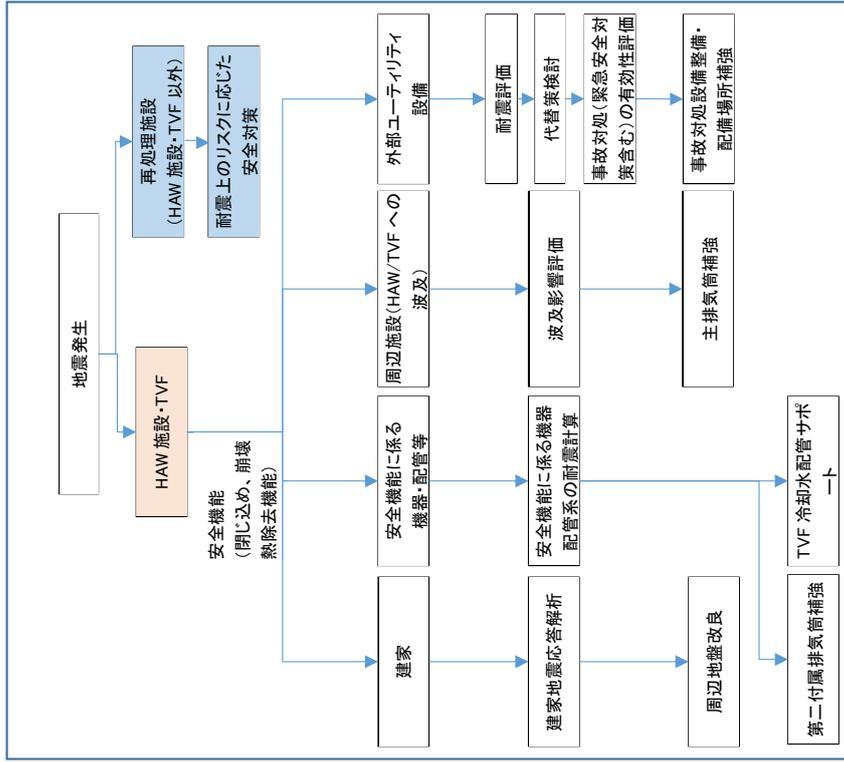 地震発生
HAW 施設・TVF
再処理施設
（HAW 施設・TVF 以外）
耐震上のリスクに応じた
安全対策
安全機能
（閉じ込め、崩壊
熱除去機能）
建家
安全機能に係る
機器・配管等
周辺施設（HAW/TVF への
波及）
外部ユーティリティ
設備
建家地震応答解析
安全機能に係る機器
配管系の耐震計算
波及影響評価
耐震評価
代替策検討
事故対処（緊急安全対
策含む）の有効性評価
周辺地盤改良
主排気筒補強
事故対処設備整備・
配備場所補強
第二付属排気筒補強
TVF 冷却水配管サポ
ート